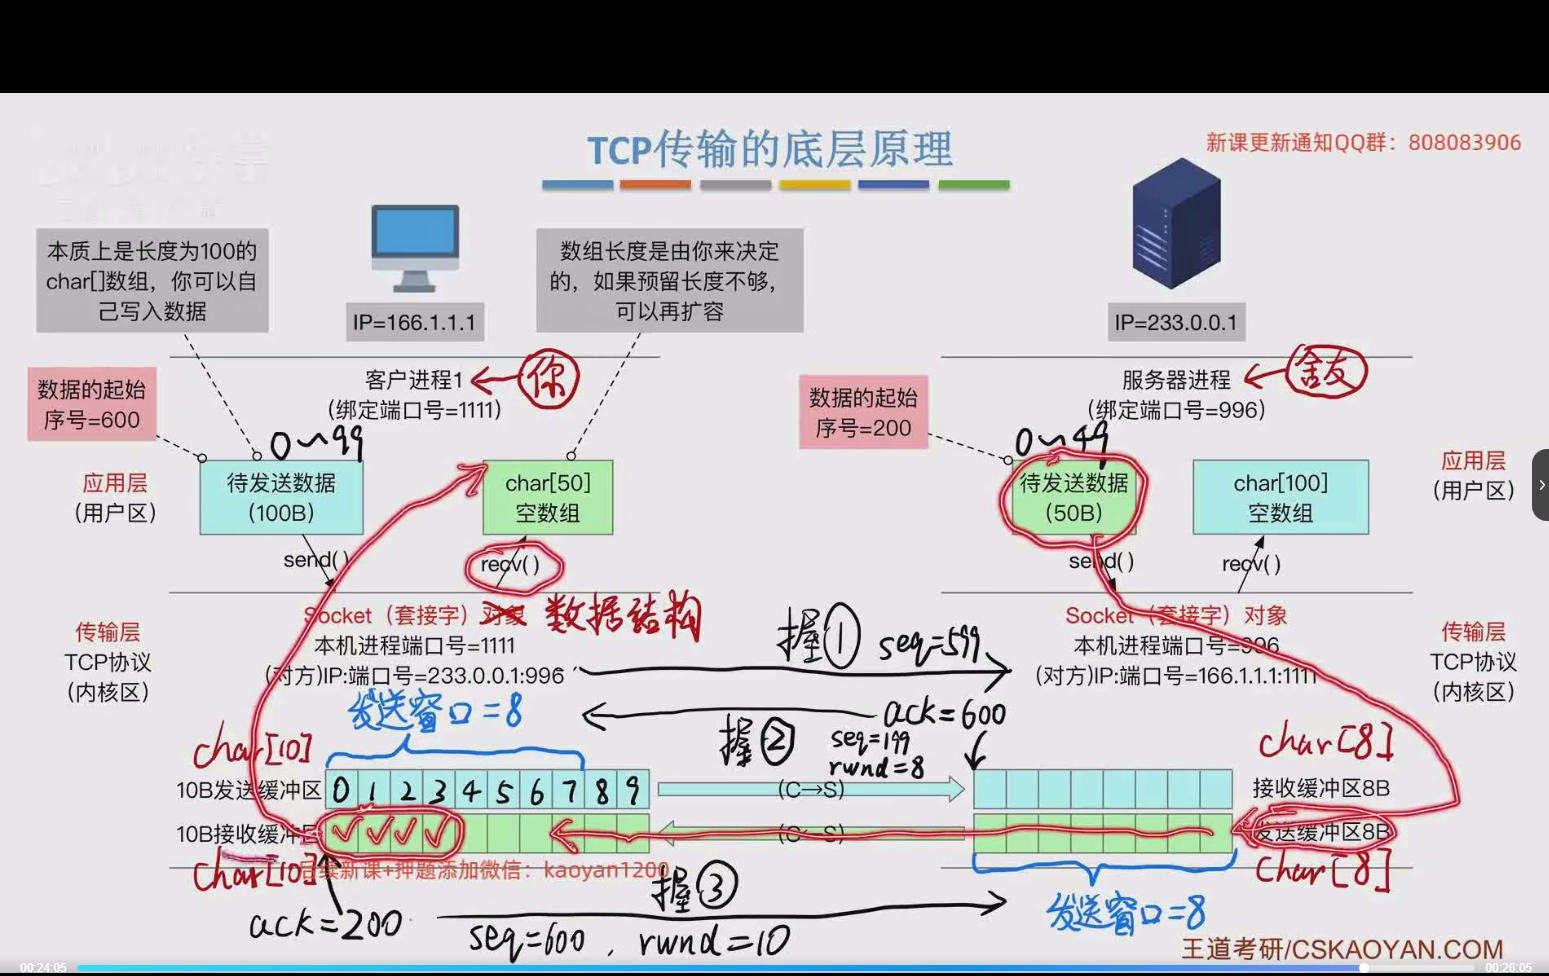 TCP传输的底层原理
新课更新通知QQ群：808083906
本质上是长度为100的
char[]数组，你可以自
己写入数据
数组长度是由你来决定
的，如果预留长度不够，
可以再扩容
IP=166.1.1.1
IP=233.0.0.1
数据的起始
序号=600
客户进程1
你
(绑定端口号=1111)
数据的起始
序号=200
服务器进程
舍友
(绑定端口号=996)
0~99
0~49
应用层
(用户区)
待发送数据
(100B)
char[50]
空数组
待发送数据
(50B)
char[100]
空数组
应用层
(用户区)
send()
recv()
send()
recv()
传输层
TCP协议
(内核区)
Socket（套接字）对象
数据结构
本机进程端口号=1111
(对方)IP:端口号=233.0.0.1:996
握①
seq=599
Socket（套接字）对象
本机进程端口号=996
(对方)IP:端口号=166.1.1.1:1111
传输层
TCP协议
(内核区)
发送窗口=8
ack=600
握②
seq=199
rwnd=8
char[10]
char[8]
10B发送缓冲区
0 1 2 3 4 5 6 7 8 9
(C→S)
接收缓冲区8B
10B接收缓冲区
(C←S)
发送缓冲区8B
char[10]
后续新课+押题添加微信：kaoyan1200
char[8]
握③
ack=200
seq=600，rwnd=10
发送窗口=8
王道考研/CSKAOYAN.COM
00:24:05
00:26:05